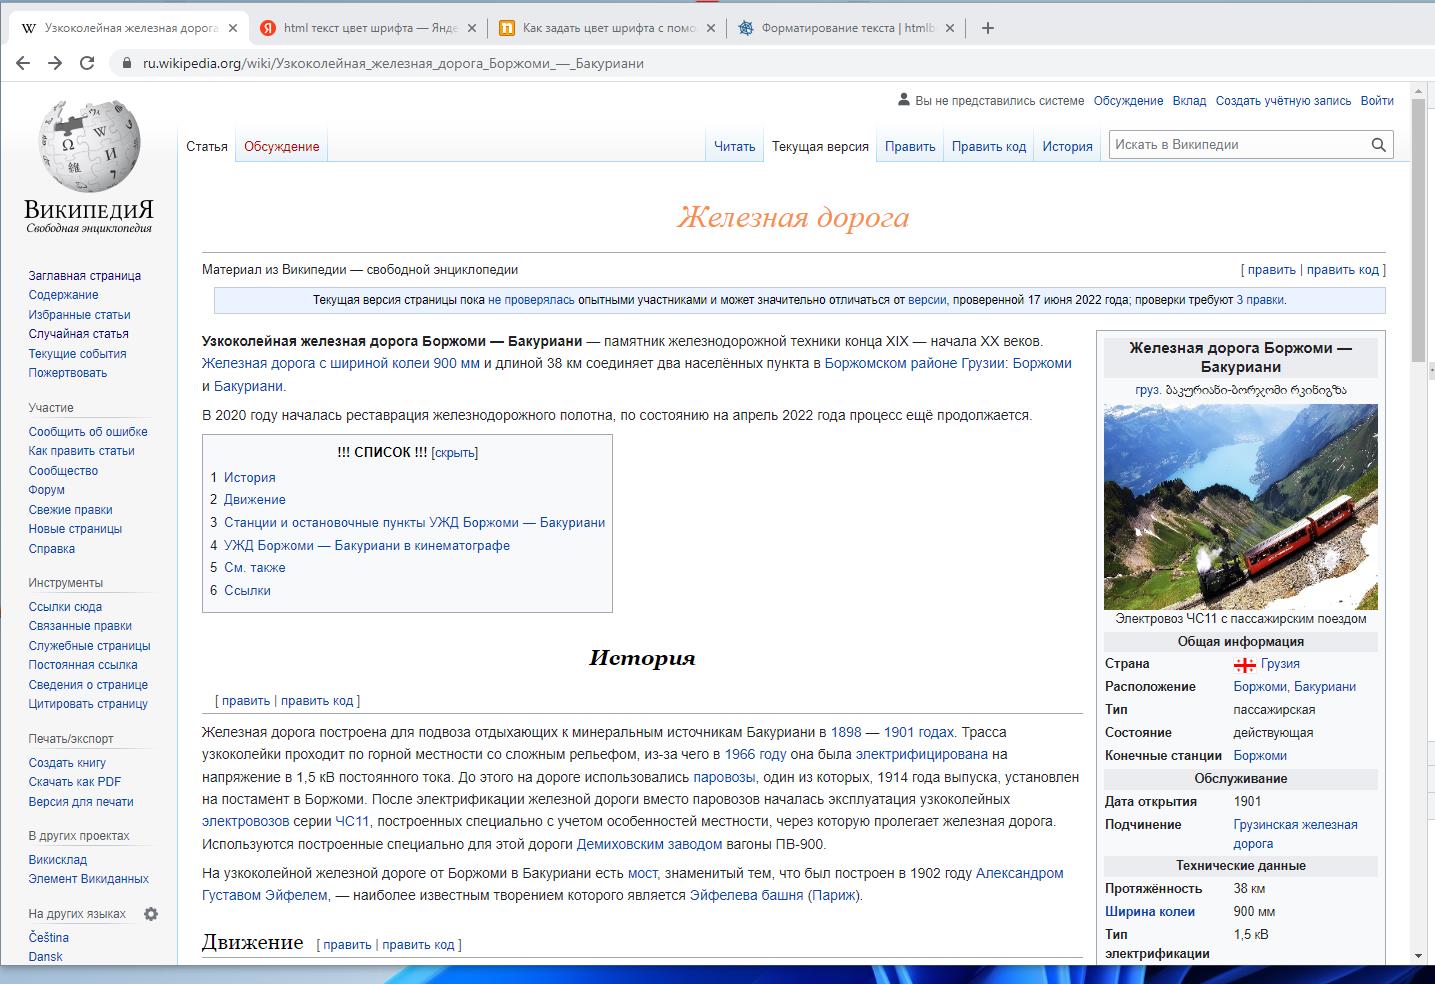 Узкоколейная железная дорога
html текст цвет шрифта — Янде
Как задать цвет шрифта с помо
Форматирование текста | htmlb
ru.wikipedia.org/wiki/Узкоколейная_железная_дорога_Боржоми_—_Бакуриани
Вы не представились системе Обсуждение Вклад Создать учётную запись Войти
Статья Обсуждение Читать Текущая версия Править Править код История Искать в Википедии
ВикипедиЯ
Свободная энциклопедия
Заглавная страница
Содержание
Избранные статьи
Случайная статья
Текущие события
Пожертвовать
Участие
Сообщить об ошибке
Как править статьи
Сообщество
Форум
Свежие правки
Новые страницы
Справка
Инструменты
Ссылки сюда
Связанные правки
Служебные страницы
Постоянная ссылка
Сведения о странице
Цитировать страницу
Печать/экспорт
Создать книгу
Скачать как PDF
Версия для печати
В других проектах
Викисклад
Элемент Викиданных
На других языках
Čeština
Dansk
Железная дорога
Материал из Википедии — свободной энциклопедии [ править | править код ]
Текущая версия страницы пока не проверялась опытными участниками и может значительно отличаться от версии, проверенной 17 июня 2022 года; проверки требуют 3 правки.
Узкоколейная железная дорога Боржоми — Бакуриани — памятник железнодорожной техники конца XIX — начала XX веков.
Железная дорога с шириной колеи 900 мм и длиной 38 км соединяет два населённых пункта в Боржомском районе Грузии: Боржоми
и Бакуриани.
В 2020 году началась реставрация железнодорожного полотна, по состоянию на апрель 2022 года процесс ещё продолжается.
!!! СПИСОК !!! [скрыть]
1 История
2 Движение
3 Станции и остановочные пункты УЖД Боржоми — Бакуриани
4 УЖД Боржоми — Бакуриани в кинематографе
5 См. также
6 Ссылки
История
[ править | править код ]
Железная дорога построена для подвоза отдыхающих к минеральным источникам Бакуриани в 1898 — 1901 годах. Трасса
узкоколейки проходит по горной местности со сложным рельефом, из-за чего в 1966 году она была электрифицирована на
напряжение в 1,5 кВ постоянного тока. До этого на дороге использовались паровозы, один из которых, 1914 года выпуска, установлен
на постамент в Боржоми. После электрификации железной дороги вместо паровозов началась эксплуатация узкоколейных
электровозов серии ЧС11, построенных специально с учетом особенностей местности, через которую пролегает железная дорога.
Используются построенные специально для этой дороги Демиховским заводом вагоны ПВ-900.
На узкоколейной железной дороге от Боржоми в Бакуриани есть мост, знаменитый тем, что был построен в 1902 году Александром
Густавом Эйфелем, — наиболее известным творением которого является Эйфелева башня (Париж).
Движение [ править | править код ]
Железная дорога Боржоми —
Бакуриани
груз. ბაკურიანი-ბორჯომი რკინიგზა
Электровоз ЧС11 с пассажирским поездом
Общая информация
Страна Грузия
Расположение Боржоми, Бакуриани
Тип пассажирская
Состояние действующая
Конечные станции Боржоми
Обслуживание
Дата открытия 1901
Подчинение Грузинская железная
дорога
Технические данные
Протяжённость 38 км
Ширина колеи 900 мм
Тип 1,5 кВ
электрификации